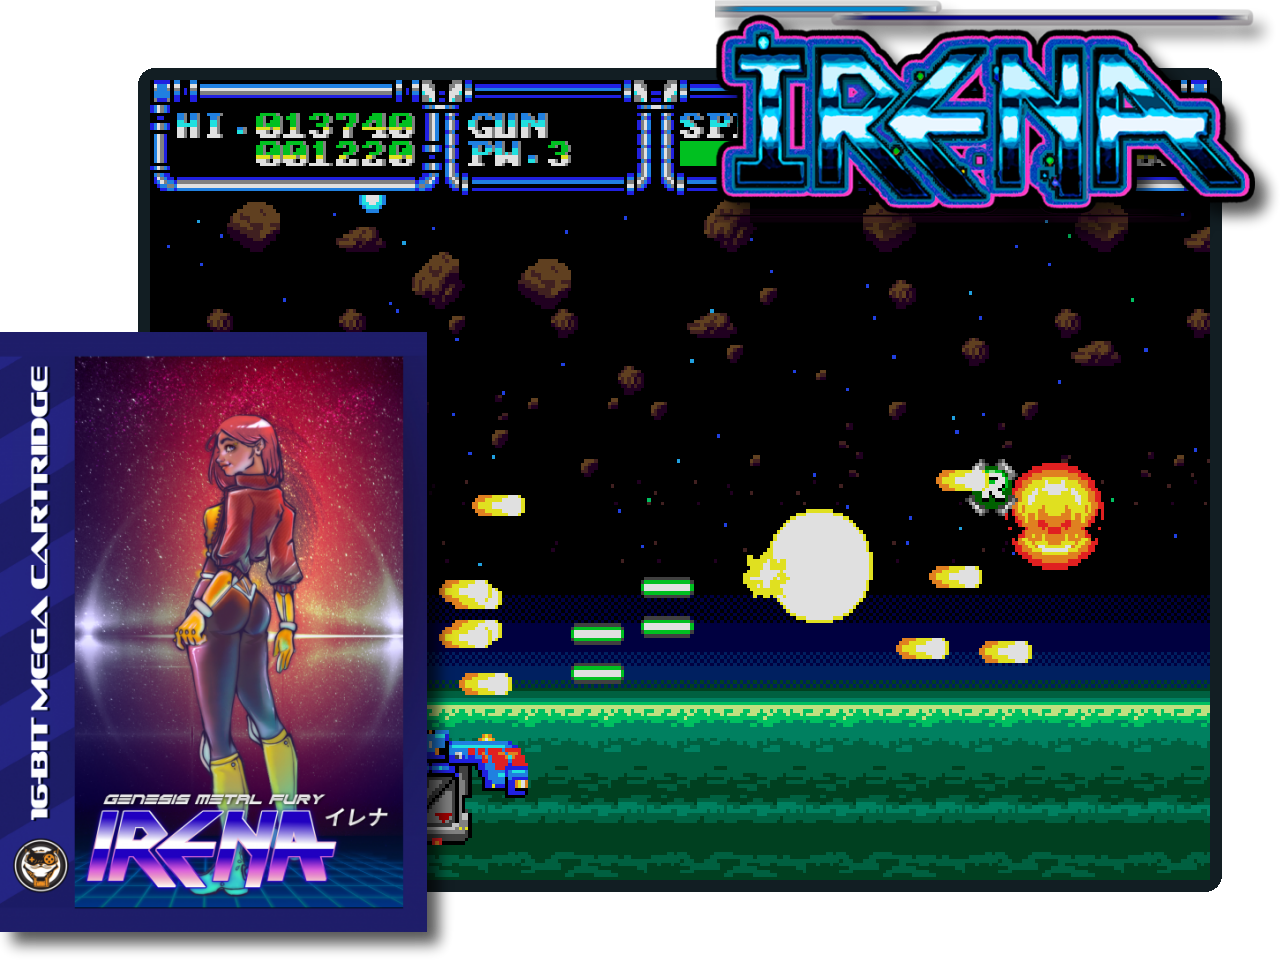 IRENA
HI.013740
001220
GUN
PW.3
SP
R
16-BIT MEGA CARTRIDGE
GENESIS METAL FURY
IRENA
イレナ